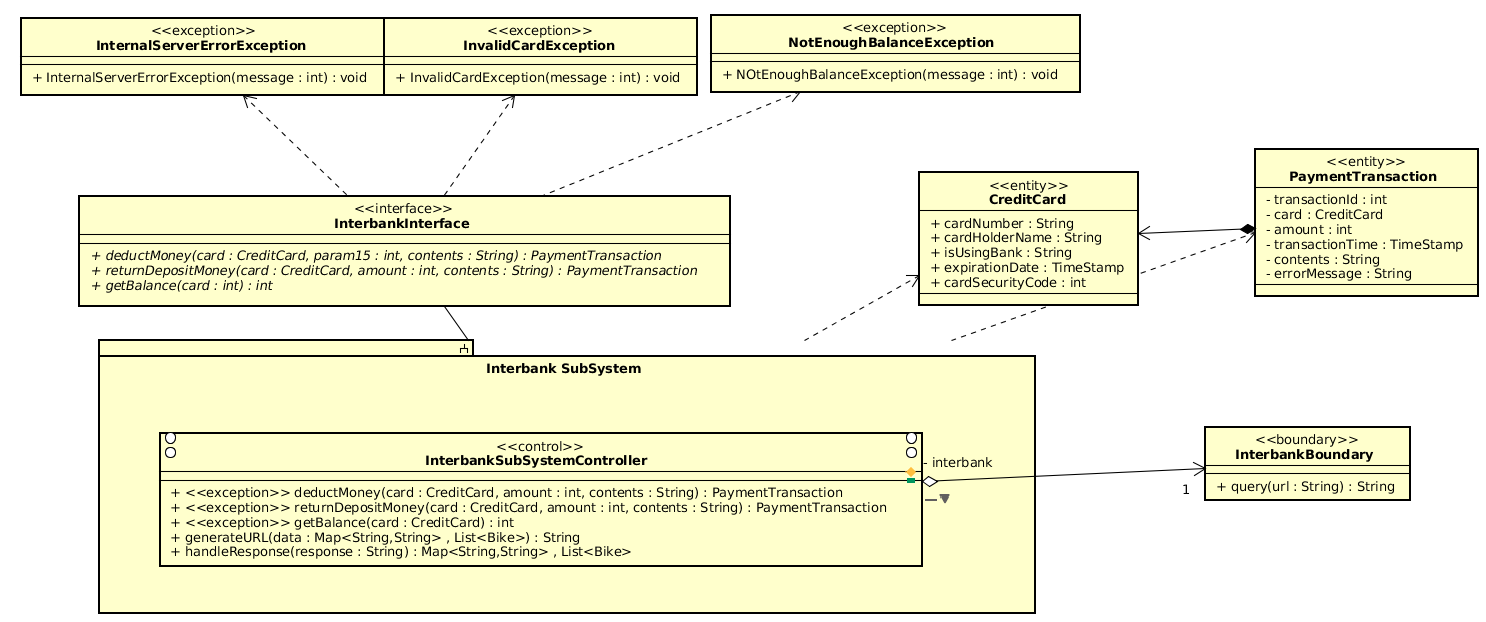 <<exception>>
InternalServerErrorException
+ InternalServerErrorException(message : int) : void
<<exception>>
InvalidCardException
+ InvalidCardException(message : int) : void
<<exception>>
NotEnoughBalanceException
+ NOtEnoughBalanceException(message : int) : void
<<interface>>
InterbankInterface
+ deductMoney(card : CreditCard, param15 : int, contents : String) : PaymentTransaction
+ returnDepositMoney(card : CreditCard, amount : int, contents : String) : PaymentTransaction
+ getBalance(card : int) : int
<<entity>>
CreditCard
+ cardNumber : String
+ cardHolderName : String
+ isUsingBank : String
+ expirationDate : TimeStamp
+ cardSecurityCode : int
<<entity>>
PaymentTransaction
- transactionId : int
- card : CreditCard
- amount : int
- transactionTime : TimeStamp
- contents : String
- errorMessage : String
Interbank SubSystem
<<control>>
InterbankSubSystemController
+ <<exception>> deductMoney(card : CreditCard, amount : int, contents : String) : PaymentTransaction
+ <<exception>> returnDepositMoney(card : CreditCard, amount : int, contents : String) : PaymentTransaction
+ <<exception>> getBalance(card : CreditCard) : int
+ generateURL(data : Map<String,String> , List<Bike>) : String
+ handleResponse(response : String) : Map<String,String> , List<Bike>
- interbank
1
<<boundary>>
InterbankBoundary
+ query(url : String) : String